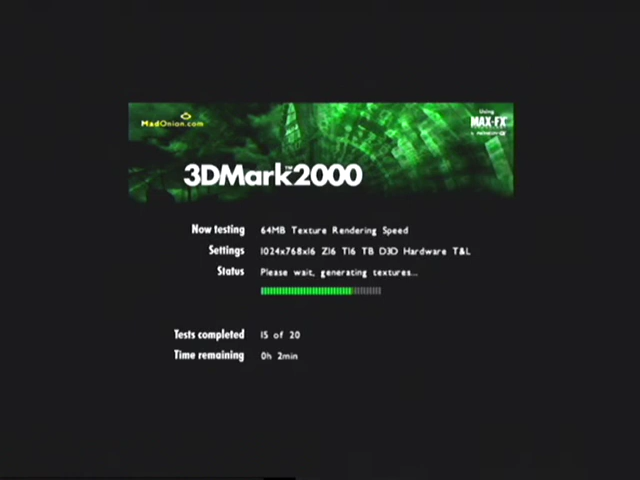 MadOnion.com
Using
MAX-FX
3DMark™2000
Now testing 64MB Texture Rendering Speed
Settings 1024x768x16 Z16 T16 TB D3D Hardware T&L
Status Please wait, generating textures...
Tests completed 15 of 20
Time remaining 0h 2min